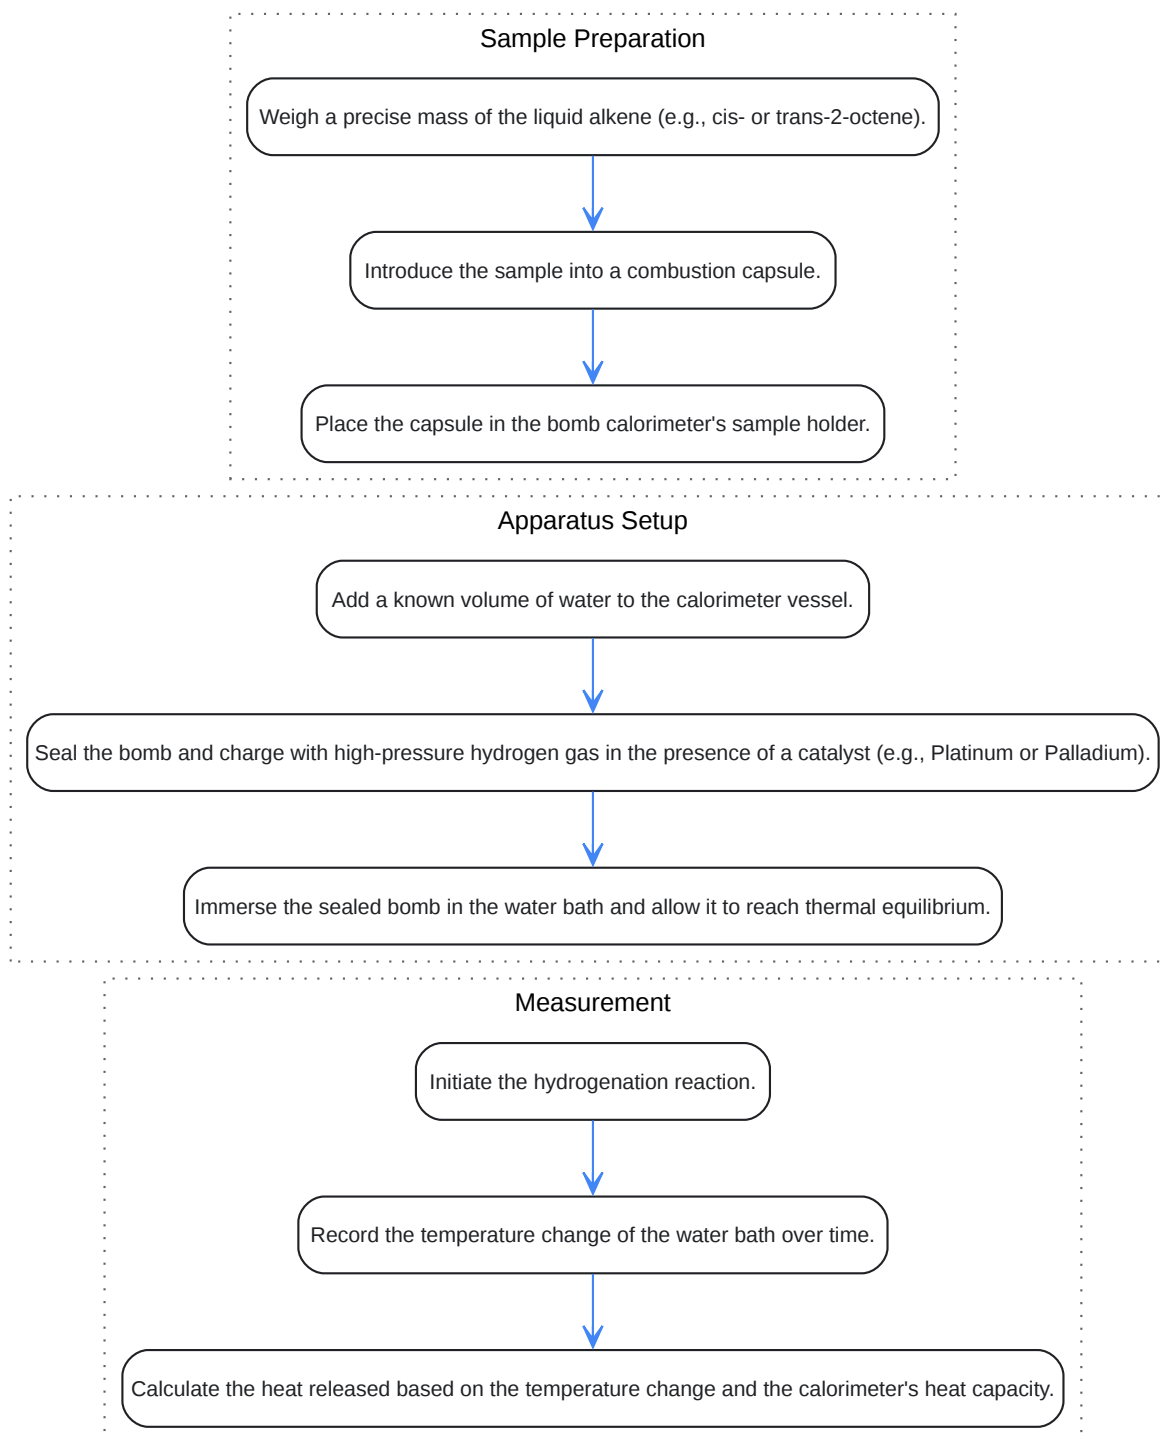 Sample Preparation
Weigh a precise mass of the liquid alkene (e.g., cis- or trans-2-octene).
Introduce the sample into a combustion capsule.
Place the capsule in the bomb calorimeter's sample holder.
Apparatus Setup
Add a known volume of water to the calorimeter vessel.
Seal the bomb and charge with high-pressure hydrogen gas in the presence of a catalyst (e.g., Platinum or Palladium).
Immerse the sealed bomb in the water bath and allow it to reach thermal equilibrium.
Measurement
Initiate the hydrogenation reaction.
Record the temperature change of the water bath over time.
Calculate the heat released based on the temperature change and the calorimeter's heat capacity.